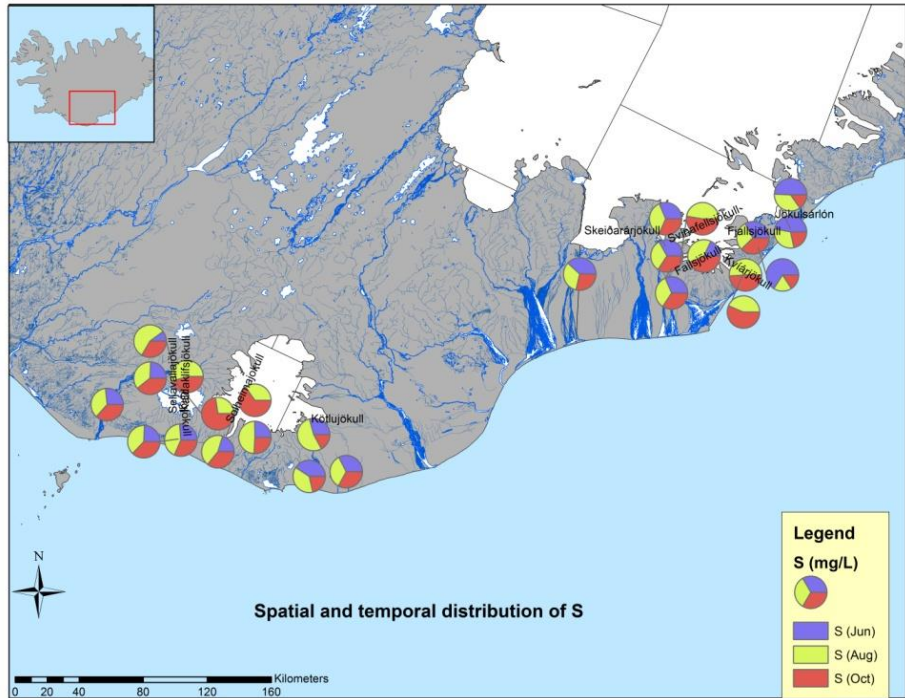 Skeiðarárjökull
Svínafellsjökull
Jökulsárlón
Fjallsjökull
Fallsjökull
Kvíárjökull
Seljavallajökull
Sólheimajökull
Kötlujökull
N
Spatial and temporal distribution of S
0 20 40 80 120 160
Kilometers
Legend
S (mg/L)
S (Jun)
S (Aug)
S (Oct)